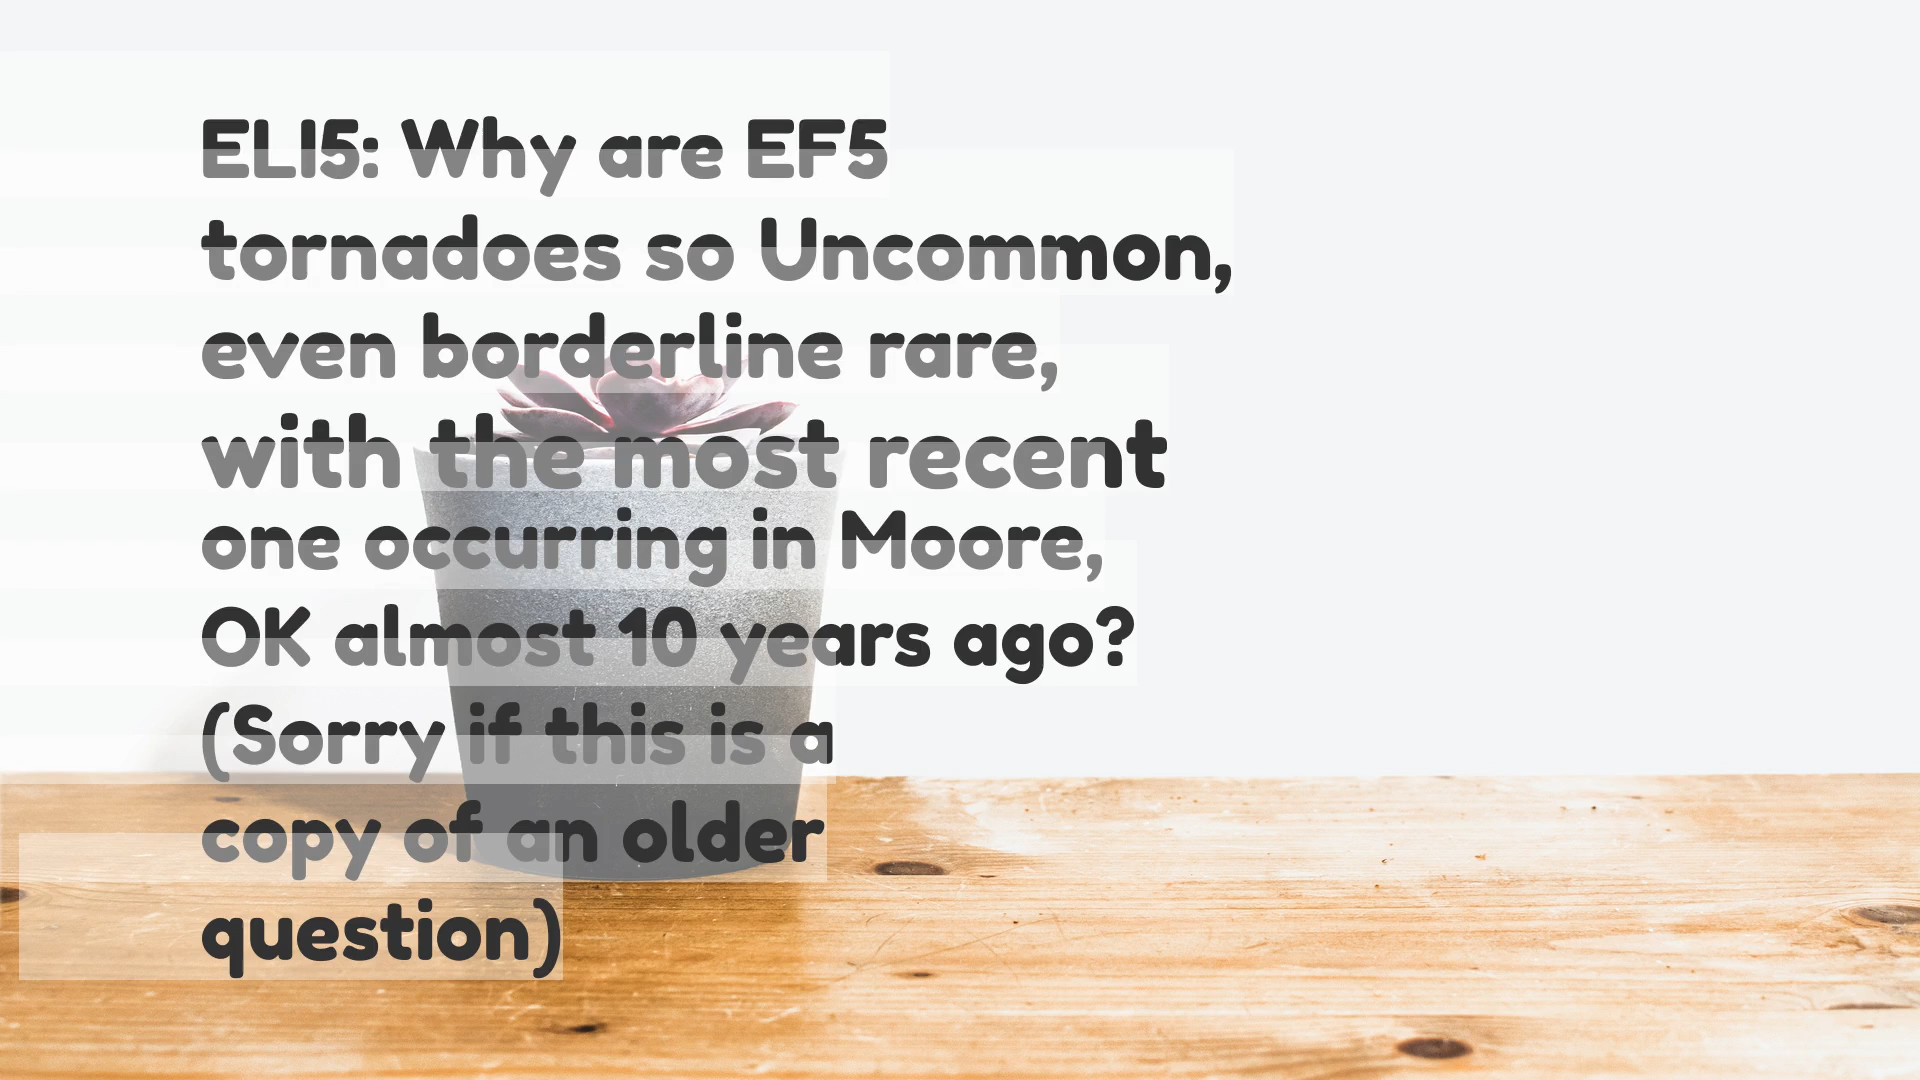 ELI5: Why are EF5
tornadoes so Uncommon,
even borderline rare,
with the most recent
one occurring in Moore,
OK almost 10 years ago?
(Sorry if this is a
copy of an older
question)